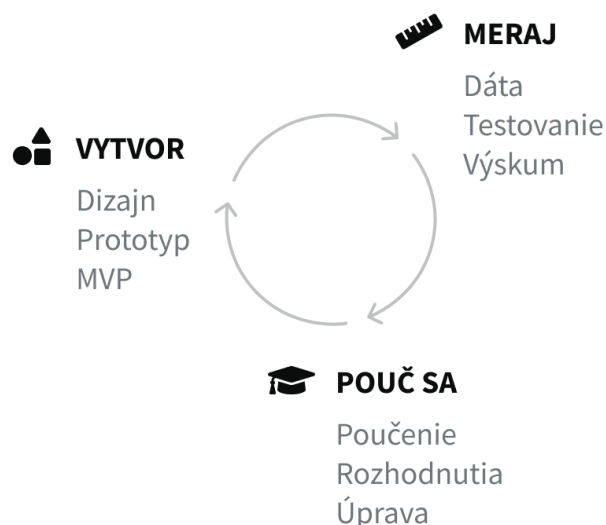 MERAJ
Dáta
Testovanie
Výskum
VYTVOR
Dizajn
Prototyp
MVP
POUČ SA
Poučenie
Rozhodnutia
Úprava